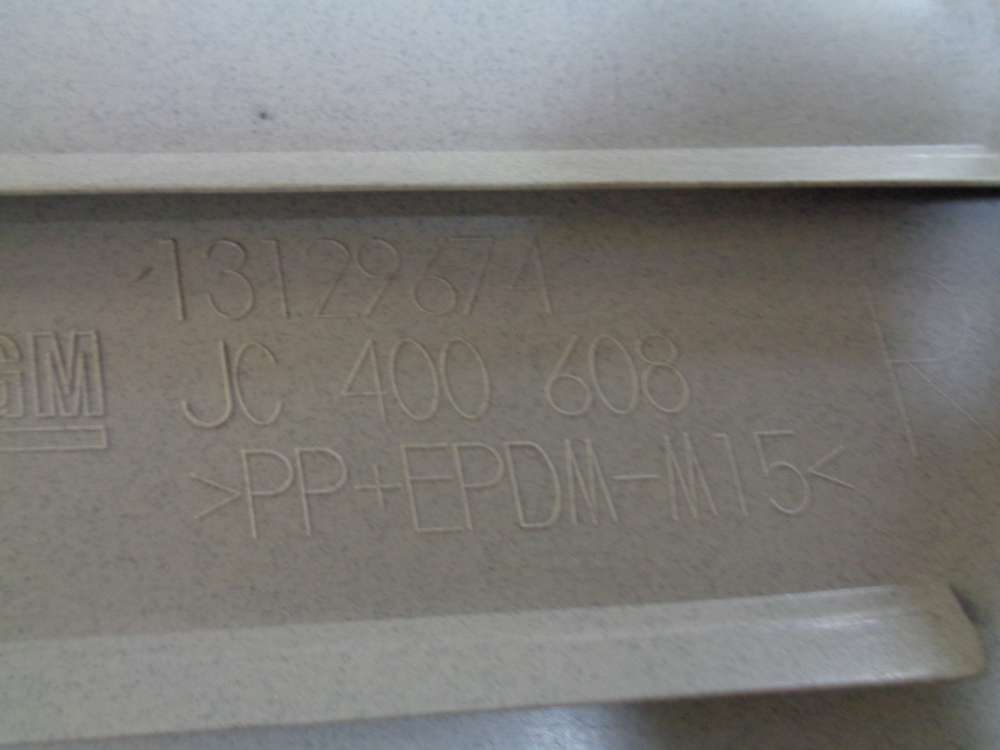 13129674
GM
JC 400 608
>PP+EPDM-M15<
R